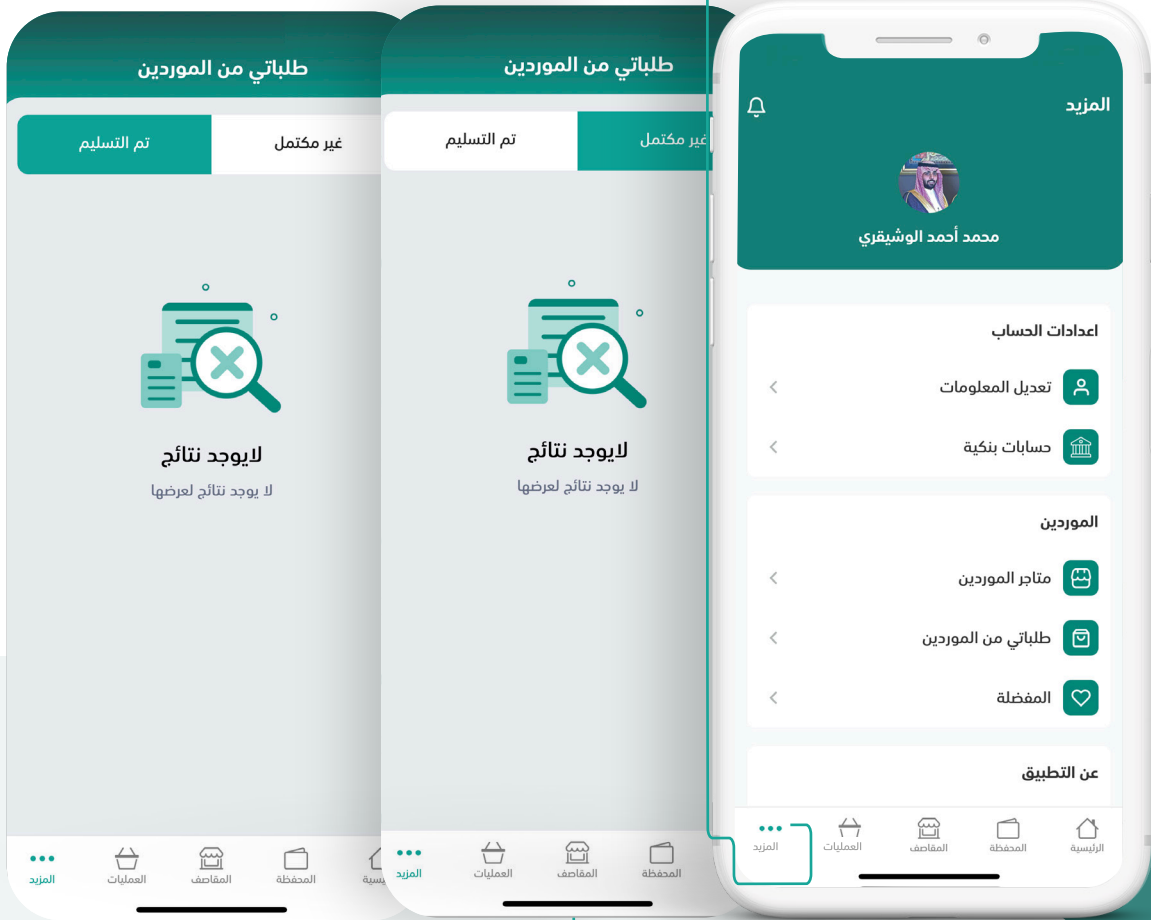 المزيد
محمد أحمد الوشيقري
اعدادات الحساب
تعديل المعلومات
حسابات بنكية
الموردين
متاجر الموردين
طلباتي من الموردين
المفضلة
عن التطبيق
الرئيسية
المحفظة
المقاصف
العمليات
المزيد
طلباتي من الموردين
غير مكتمل
تم التسليم
لايوجد نتائج
لا يوجد نتائج لعرضها
المحفظة
المقاصف
العمليات
المزيد
طلباتي من الموردين
غير مكتمل
تم التسليم
لايوجد نتائج
لا يوجد نتائج لعرضها
المحفظة
المقاصف
العمليات
المزيد